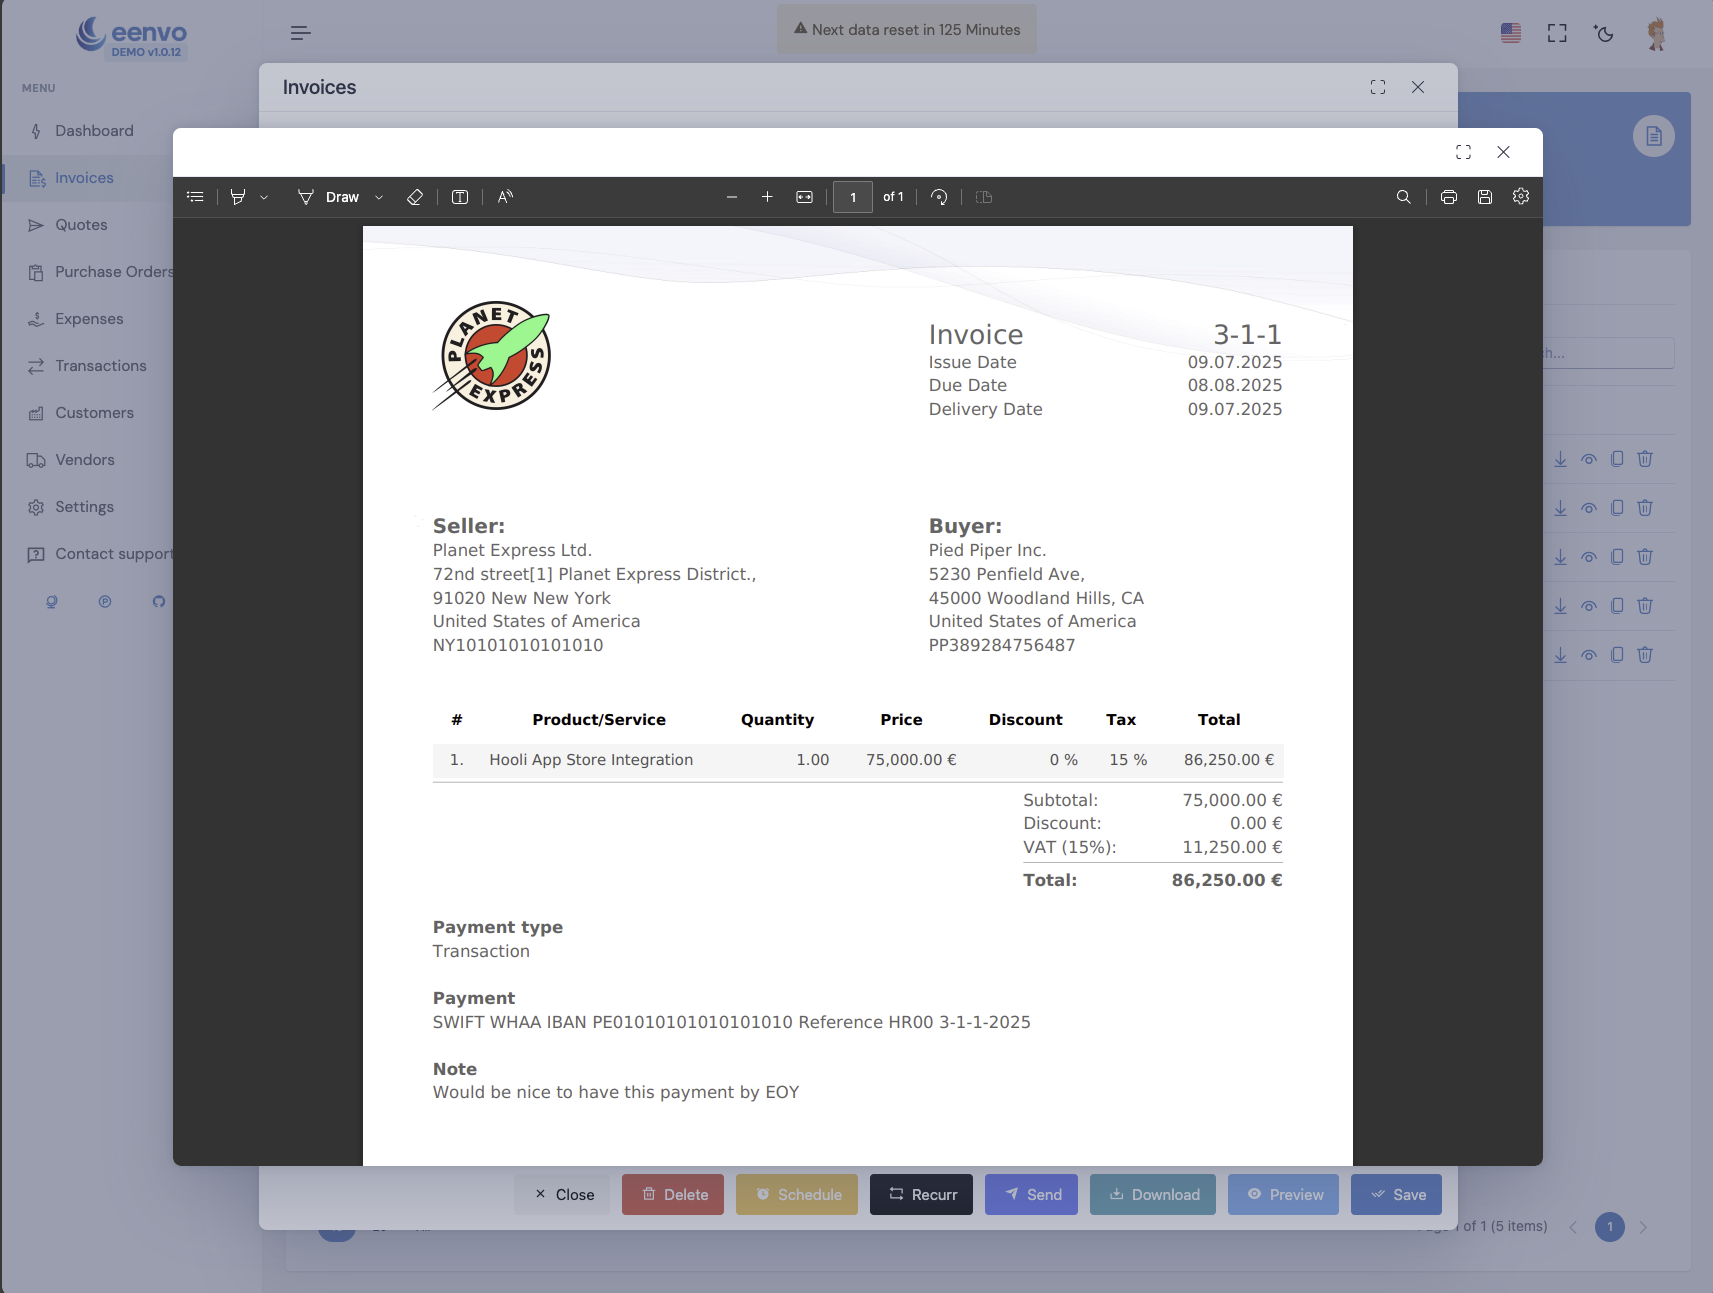 eenvo
DEMO v1.0.12
Next data reset in 125 Minutes
MENU
Dashboard
Invoices
Quotes
Purchase Orders
Expenses
Transactions
Customers
Vendors
Settings
Contact support
Invoices
Draw
1 of 1
PLANET EXPRESS
Invoice 3-1-1
Issue Date 09.07.2025
Due Date 08.08.2025
Delivery Date 09.07.2025
Seller:
Planet Express Ltd.
72nd street[1] Planet Express District.,
91020 New New York
United States of America
NY10101010101010
Buyer:
Pied Piper Inc.
5230 Penfield Ave,
45000 Woodland Hills, CA
United States of America
PP389284756487
# Product/Service Quantity Price Discount Tax Total
1. Hooli App Store Integration 1.00 75,000.00 € 0 % 15 % 86,250.00 €
Subtotal: 75,000.00 €
Discount: 0.00 €
VAT (15%): 11,250.00 €
Total: 86,250.00 €
Payment type
Transaction
Payment
SWIFT WHAA IBAN PE01010101010101010 Reference HR00 3-1-1-2025
Note
Would be nice to have this payment by EOY
Close Delete Schedule Recurr Send Download Preview Save
of 1 (5 items) 1